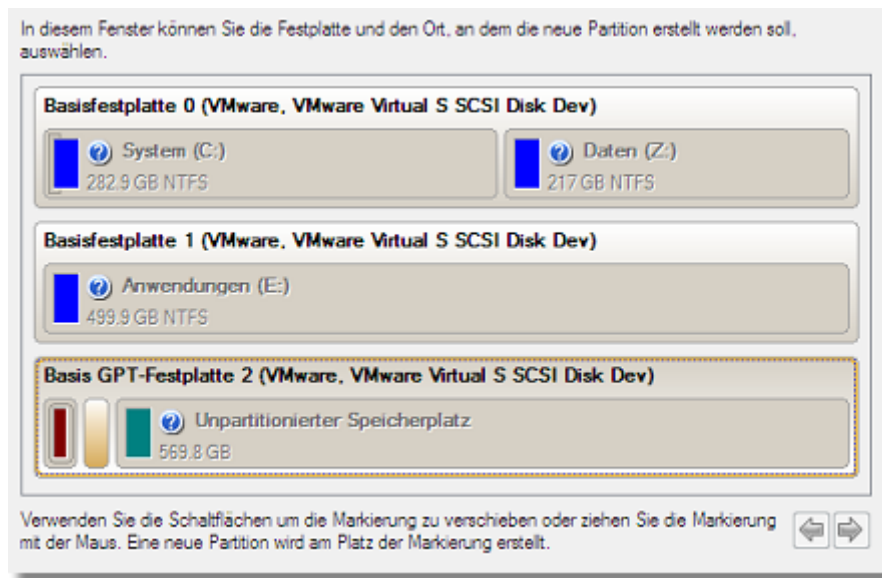 In diesem Fenster können Sie die Festplatte und den Ort, an dem die neue Partition erstellt werden soll,
auswählen.
Basisfestplatte 0 (VMware, VMware Virtual S SCSI Disk Dev)
System (C:)
282.9 GB NTFS
Daten (Z:)
217 GB NTFS
Basisfestplatte 1 (VMware, VMware Virtual S SCSI Disk Dev)
Anwendungen (E:)
499.9 GB NTFS
Basis GPT-Festplatte 2 (VMware, VMware Virtual S SCSI Disk Dev)
Unpartitionierter Speicherplatz
569.8 GB
Verwenden Sie die Schaltflächen um die Markierung zu verschieben oder ziehen Sie die Markierung
mit der Maus. Eine neue Partition wird am Platz der Markierung erstellt.